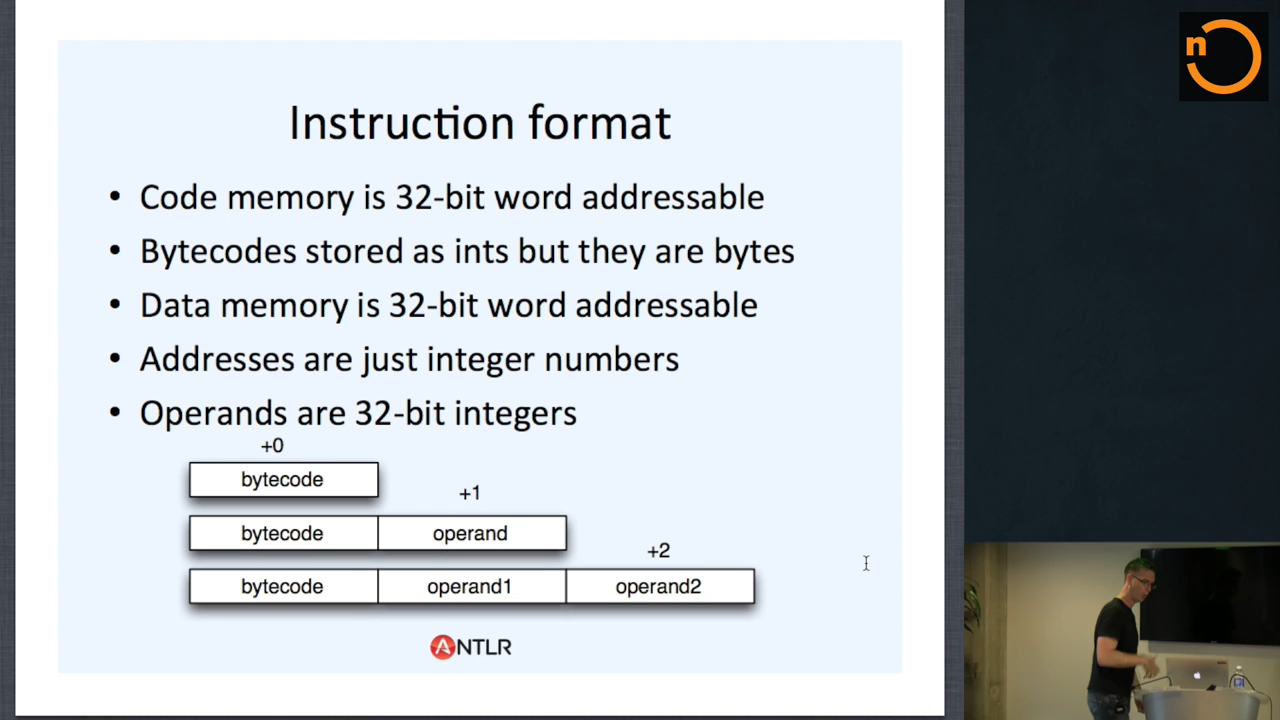 n
Instruction format
• Code memory is 32-bit word addressable
• Bytecodes stored as ints but they are bytes
• Data memory is 32-bit word addressable
• Addresses are just integer numbers
• Operands are 32-bit integers
+0
bytecode
+1
bytecode operand
+2
bytecode operand1 operand2
ANTLR